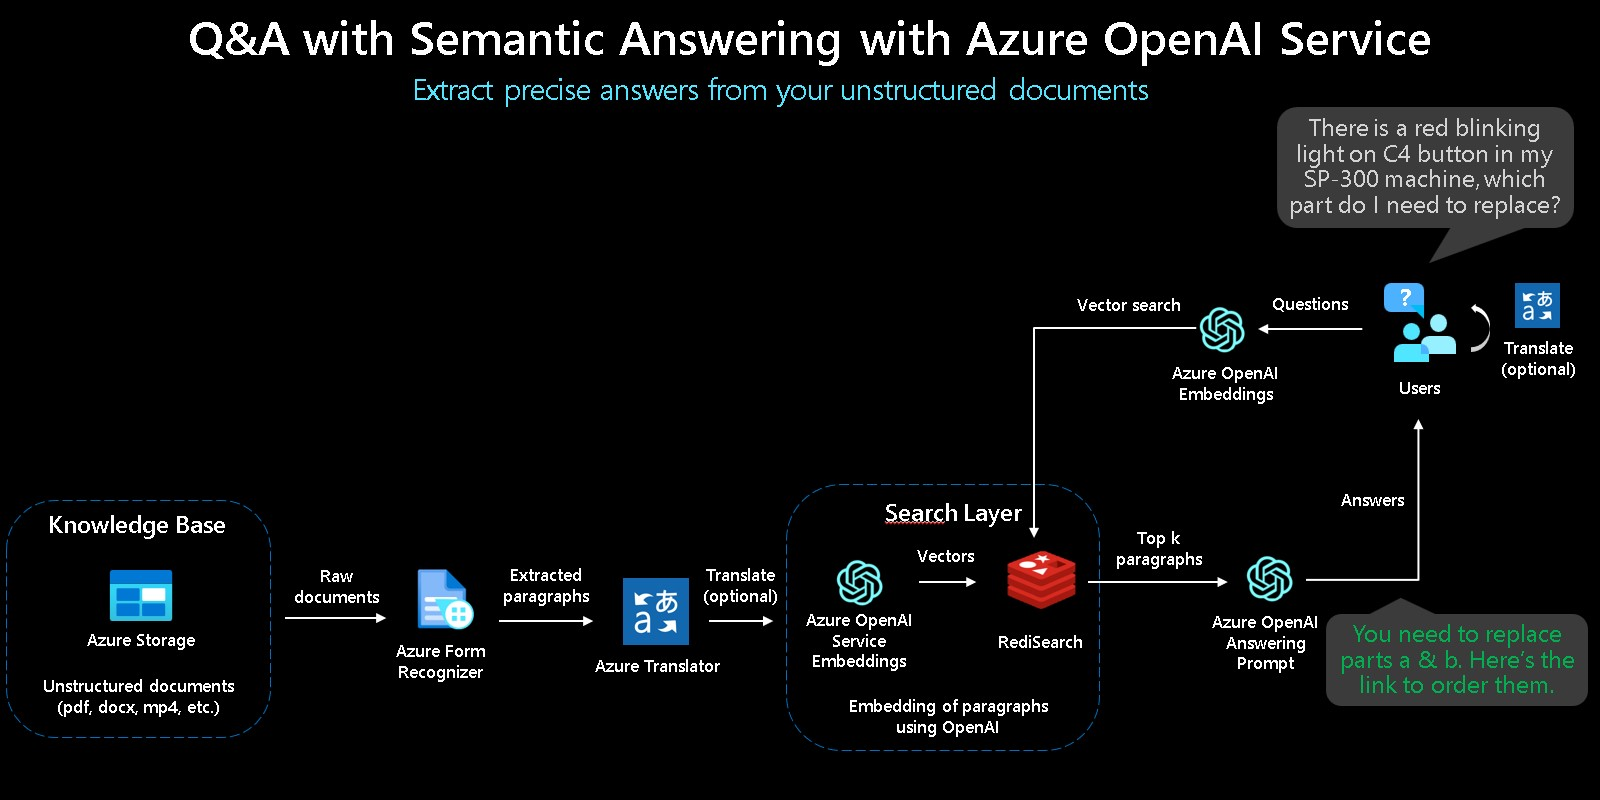 Q&A with Semantic Answering with Azure OpenAI Service
Extract precise answers from your unstructured documents
There is a red blinking
light on C4 button in my
SP-300 machine, which
part do I need to replace?
Vector search
Questions
?
あ
a
Translate
(optional)
Azure OpenAI
Embeddings
Users
Answers
Knowledge Base
Azure Storage
Unstructured documents
(pdf, docx, mp4, etc.)
Raw
documents
Azure Form
Recognizer
Extracted
paragraphs
あ
a
Azure Translator
Translate
(optional)
Search Layer
Azure OpenAI
Service
Embeddings
Vectors
RediSearch
Embedding of paragraphs
using OpenAI
Top k
paragraphs
Azure OpenAI
Answering
Prompt
You need to replace
parts a & b. Here's the
link to order them.